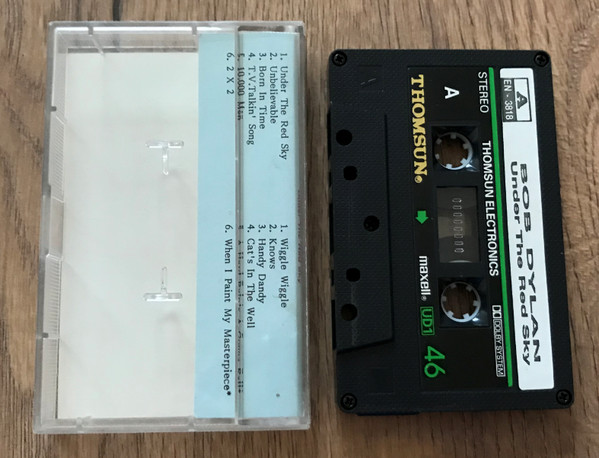 1. Under The Red Sky
2. Unbelievable
3. Born In Time
4. T.V.Talkin' Song
5. 10.000 Man
6. 2 X 2
1. Wiggle Wiggle
2. Knows
3. Handy Dandy
4. Cat's In The Well
6. When I Paint My Masterpiece*
A
EN - 3818
BOB DYLAN
Under The Red Sky
STEREO
THOMSUN ELECTRONICS
DOLBY SYSTEM
A
THOMSUN®
maxell®
UD1 46